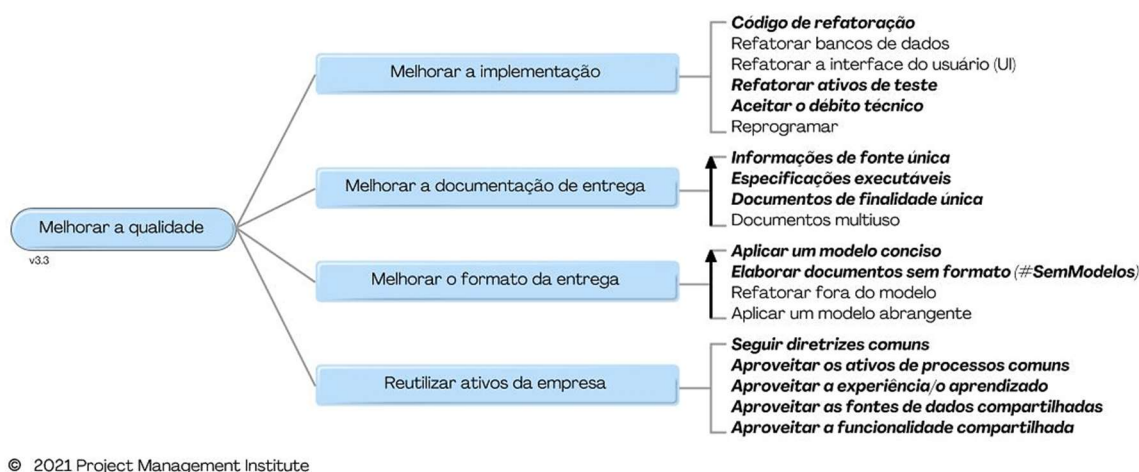 Melhorar a qualidade
v3.3
Melhorar a implementação
Código de refatoração
Refatorar bancos de dados
Refatorar a interface do usuário (UI)
Refatorar ativos de teste
Aceitar o débito técnico
Reprogramar
Melhorar a documentação de entrega
Informações de fonte única
Especificações executáveis
Documentos de finalidade única
Documentos multiuso
Melhorar o formato da entrega
Aplicar um modelo conciso
Elaborar documentos sem formato (#SemModelos)
Refatorar fora do modelo
Aplicar um modelo abrangente
Reutilizar ativos da empresa
Seguir diretrizes comuns
Aproveitar os ativos de processos comuns
Aproveitar a experiência/o aprendizado
Aproveitar as fontes de dados compartilhadas
Aproveitar a funcionalidade compartilhada
© 2021 Project Management Institute